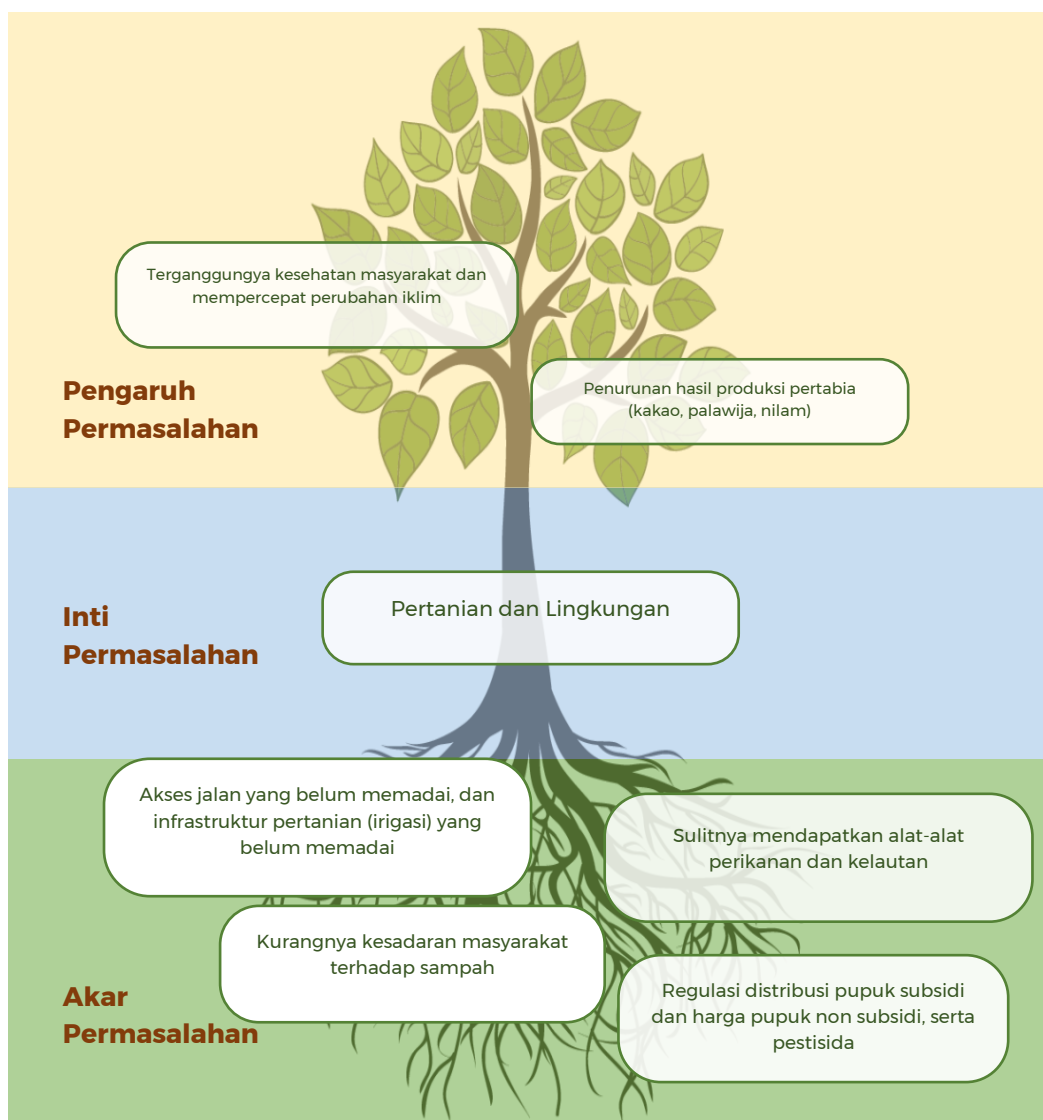 Terganggungya kesehatan masyarakat dan
mempercepat perubahan iklim
Pengaruh
Permasalahan
Penurunan hasil produksi pertabia
(kakao, palawija, nilam)
Inti
Permasalahan
Pertanian dan Lingkungan
Akses jalan yang belum memadai, dan
infrastruktur pertanian (irigasi) yang
belum memadai
Sulitnya mendapatkan alat-alat
perikanan dan kelautan
Kurangnya kesadaran masyarakat
terhadap sampah
Akar
Permasalahan
Regulasi distribusi pupuk subsidi
dan harga pupuk non subsidi, serta
pestisida